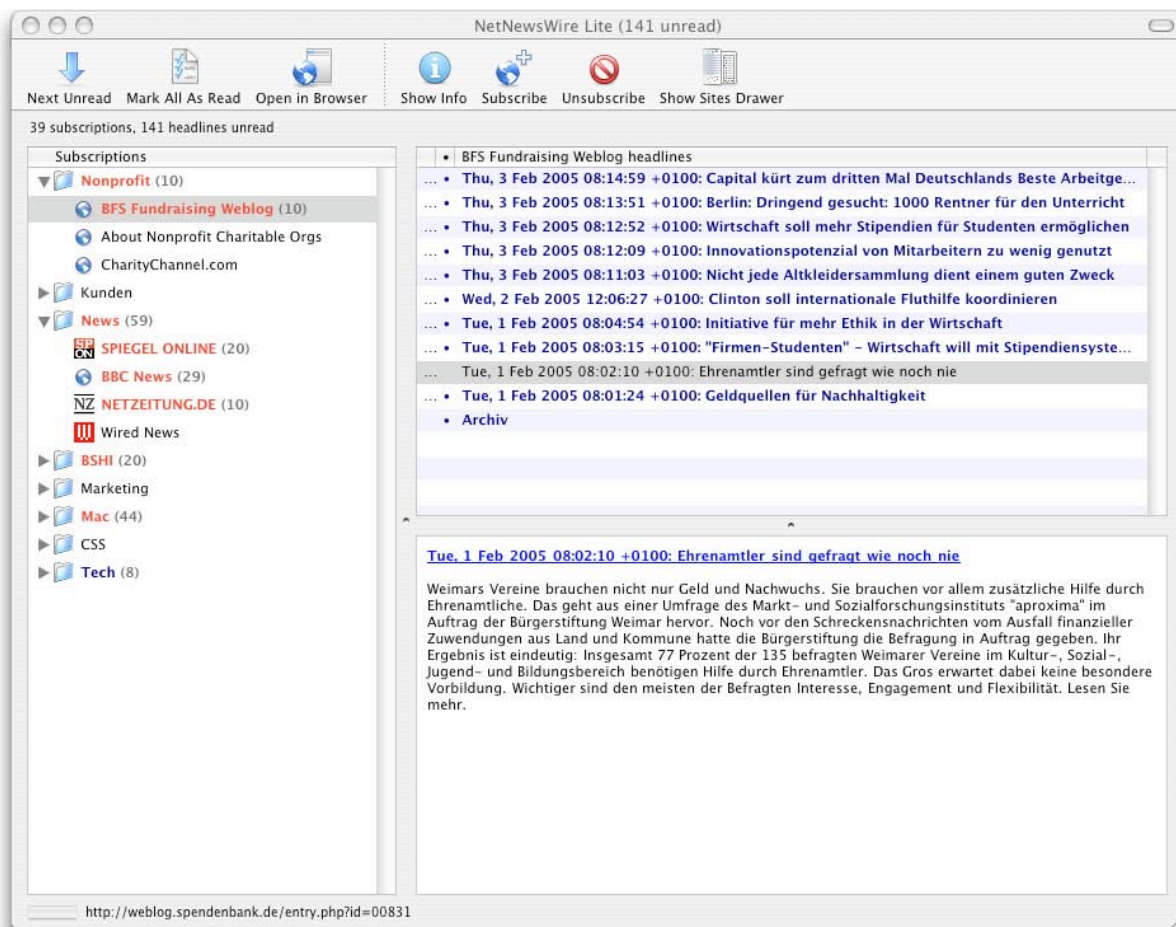 NetNewsWire Lite (141 unread)
Next Unread Mark All As Read Open in Browser Show Info Subscribe Unsubscribe Show Sites Drawer
39 subscriptions, 141 headlines unread
Subscriptions
Nonprofit (10)
BFS Fundraising Weblog (10)
About Nonprofit Charitable Orgs
CharityChannel.com
Kunden
News (59)
SP ON SPIEGEL ONLINE (20)
BBC News (29)
NZ NETZEITUNG.DE (10)
Wired News
BSHI (20)
Marketing
Mac (44)
CSS
Tech (8)
• BFS Fundraising Weblog headlines
... • Thu, 3 Feb 2005 08:14:59 +0100: Capital kürt zum dritten Mal Deutschlands Beste Arbeitge...
... • Thu, 3 Feb 2005 08:13:51 +0100: Berlin: Dringend gesucht: 1000 Rentner für den Unterricht
... • Thu, 3 Feb 2005 08:12:52 +0100: Wirtschaft soll mehr Stipendien für Studenten ermöglichen
... • Thu, 3 Feb 2005 08:12:09 +0100: Innovationspotenzial von Mitarbeitern zu wenig genutzt
... • Thu, 3 Feb 2005 08:11:03 +0100: Nicht jede Altkleidersammlung dient einem guten Zweck
... • Wed, 2 Feb 2005 12:06:27 +0100: Clinton soll internationale Fluthilfe koordinieren
... • Tue, 1 Feb 2005 08:04:54 +0100: Initiative für mehr Ethik in der Wirtschaft
... • Tue, 1 Feb 2005 08:03:15 +0100: "Firmen-Studenten" – Wirtschaft will mit Stipendiensyste...
... Tue, 1 Feb 2005 08:02:10 +0100: Ehrenamtler sind gefragt wie noch nie
... • Tue, 1 Feb 2005 08:01:24 +0100: Geldquellen für Nachhaltigkeit
• Archiv
Tue, 1 Feb 2005 08:02:10 +0100: Ehrenamtler sind gefragt wie noch nie
Weimars Vereine brauchen nicht nur Geld und Nachwuchs. Sie brauchen vor allem zusätzliche Hilfe durch
Ehrenamtliche. Das geht aus einer Umfrage des Markt– und Sozialforschungsinstituts "aproxima" im
Auftrag der Bürgerstiftung Weimar hervor. Noch vor den Schreckensnachrichten vom Ausfall finanzieller
Zuwendungen aus Land und Kommune hatte die Bürgerstiftung die Befragung in Auftrag gegeben. Ihr
Ergebnis ist eindeutig: Insgesamt 77 Prozent der 135 befragten Weimarer Vereine im Kultur–, Sozial–,
Jugend– und Bildungsbereich benötigen Hilfe durch Ehrenamtler. Das Gros erwartet dabei keine besondere
Vorbildung. Wichtiger sind den meisten der Befragten Interesse, Engagement und Flexibilität. Lesen Sie
mehr.
http://weblog.spendenbank.de/entry.php?id=00831